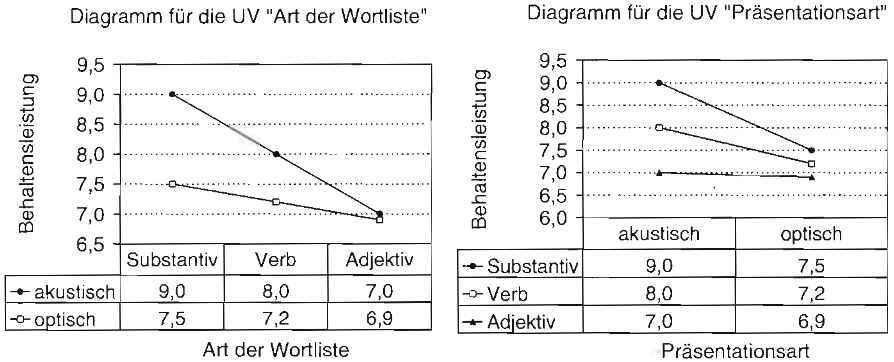 Diagramm für die UV "Art der Wortliste"
Behaltensleistung
9,5
9,0
8,5
8,0
7,5
7,0
6,5
Substantiv Verb Adjektiv
akustisch 9,0 8,0 7,0
optisch 7,5 7,2 6,9
Art der Wortliste
Diagramm für die UV "Präsentationsart"
Behaltensleistung
9,5
9,0
8,5
8,0
7,5
7,0
6,5
6,0
akustisch optisch
Substantiv 9,0 7,5
Verb 8,0 7,2
Adjektiv 7,0 6,9
Präsentationsart